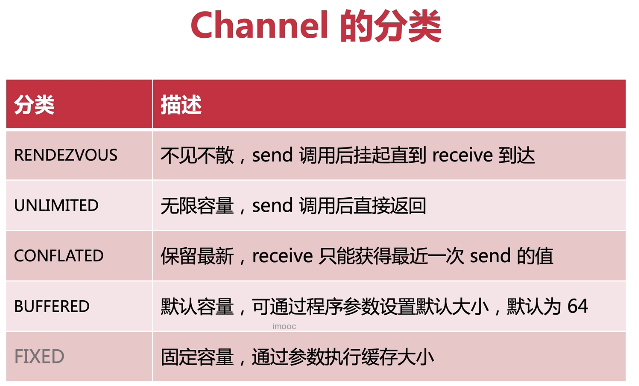 Channel 的分类
分类 描述
RENDEZVOUS 不见不散，send 调用后挂起直到 receive 到达
UNLIMITED 无限容量，send 调用后直接返回
CONFLATED 保留最新，receive 只能获得最近一次 send 的值
BUFFERED 默认容量，可通过程序参数设置默认大小，默认为 64
imooc
FIXED 固定容量，通过参数执行缓存大小